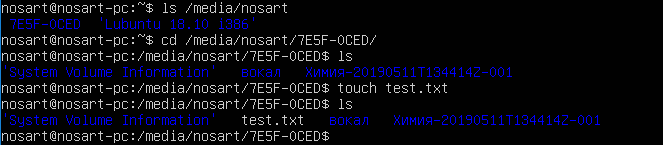 nosart@nosart-pc:~$ ls /media/nosart
7E5F-0CED  'Lubuntu 18.10 i386'
nosart@nosart-pc:~$ cd /media/nosart/7E5F-0CED/
nosart@nosart-pc:/media/nosart/7E5F-0CED$ ls
'System Volume Information'   вокал   Химия-20190511T134414Z-001
nosart@nosart-pc:/media/nosart/7E5F-0CED$ touch test.txt
nosart@nosart-pc:/media/nosart/7E5F-0CED$ ls
'System Volume Information'   test.txt   вокал   Химия-20190511T134414Z-001
nosart@nosart-pc:/media/nosart/7E5F-0CED$